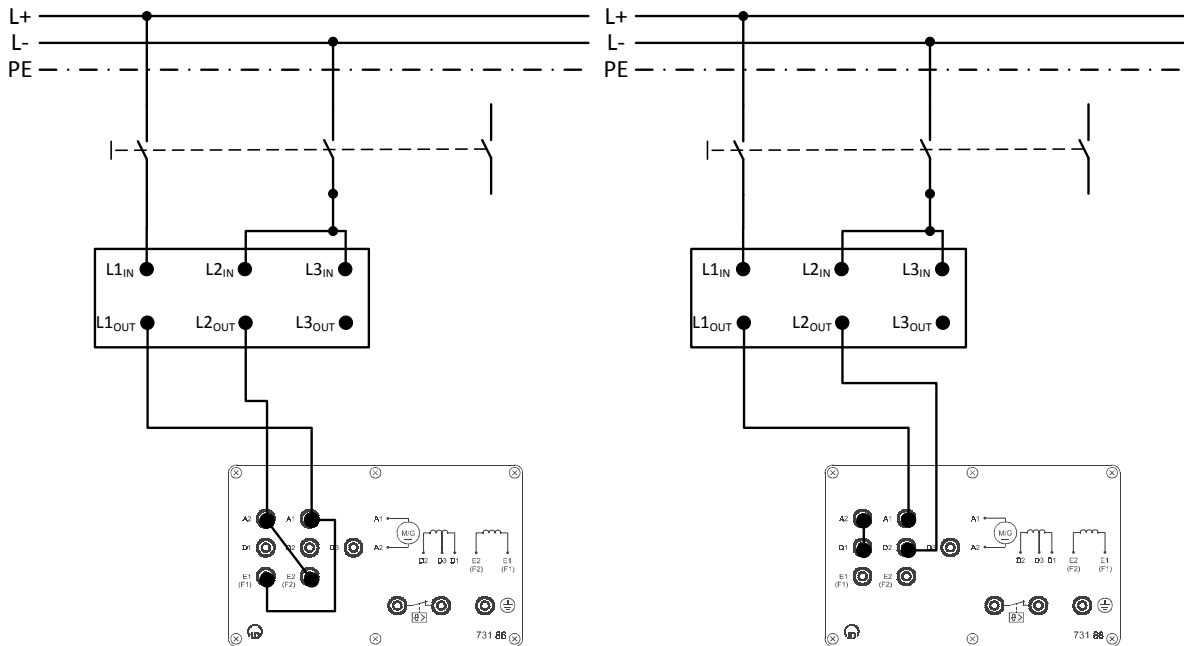 L+ L+
L- L-
PE PE
L1IN L2IN L3IN L1IN L2IN L3IN
L1OUT L2OUT L3OUT L1OUT L2OUT L3OUT
A2 A1 A1 A2 A1 A1
M/G M/G
D1 D2 D3 A2 D1 D2 D3 A2
D2 D3 D1 E2 E1 D2 D3 D1 E2 E1
(F2) (F1) (F2) (F1)
E1 E2 E1 E2
(F1) (F2) (F1) (F2)
ϑ> ϑ>
731 86 731 86